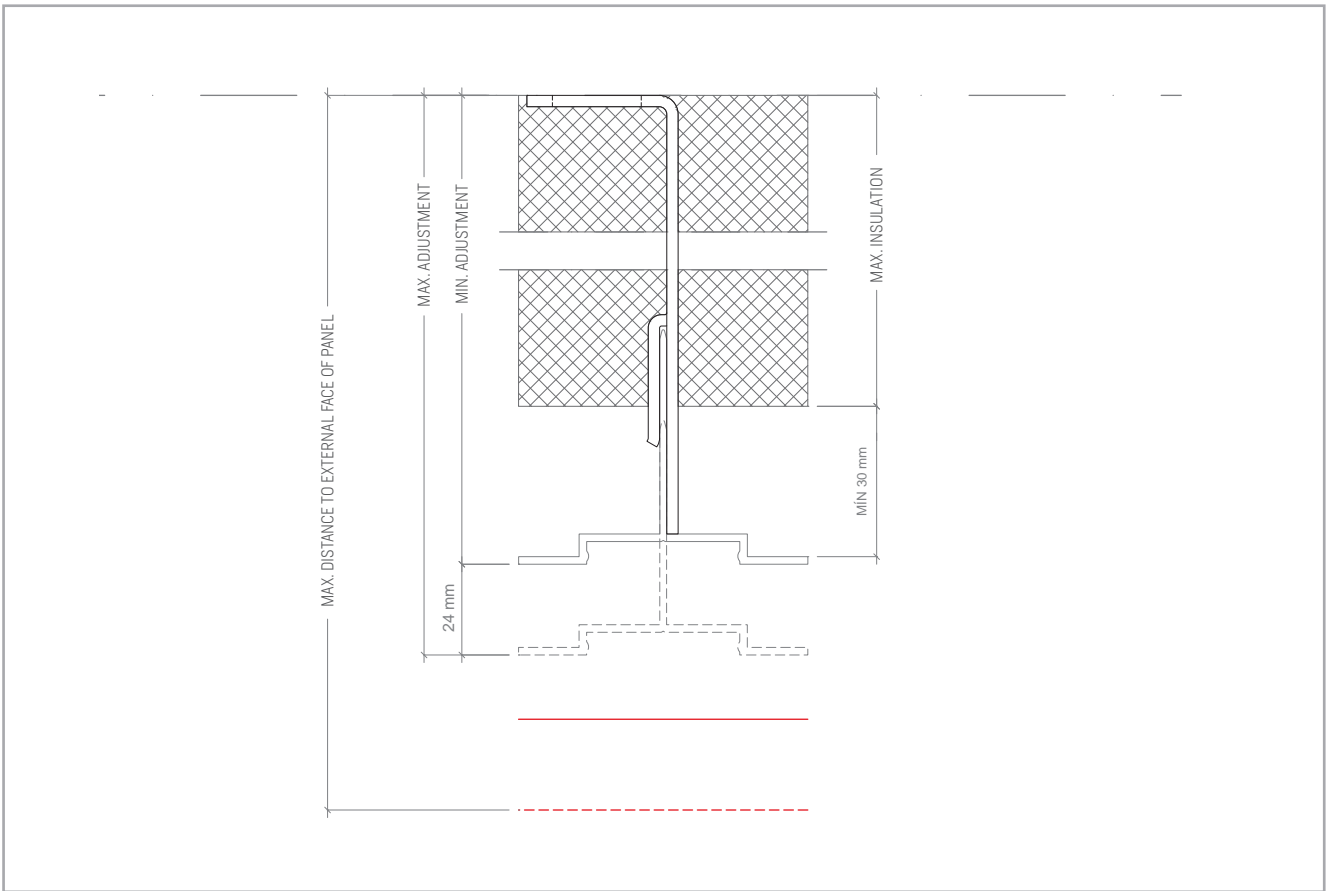 MAX. DISTANCE TO EXTERNAL FACE OF PANEL
MAX. ADJUSTMENT
MIN. ADJUSTMENT
24 mm
MAX. INSULATION
MÍN 30 mm